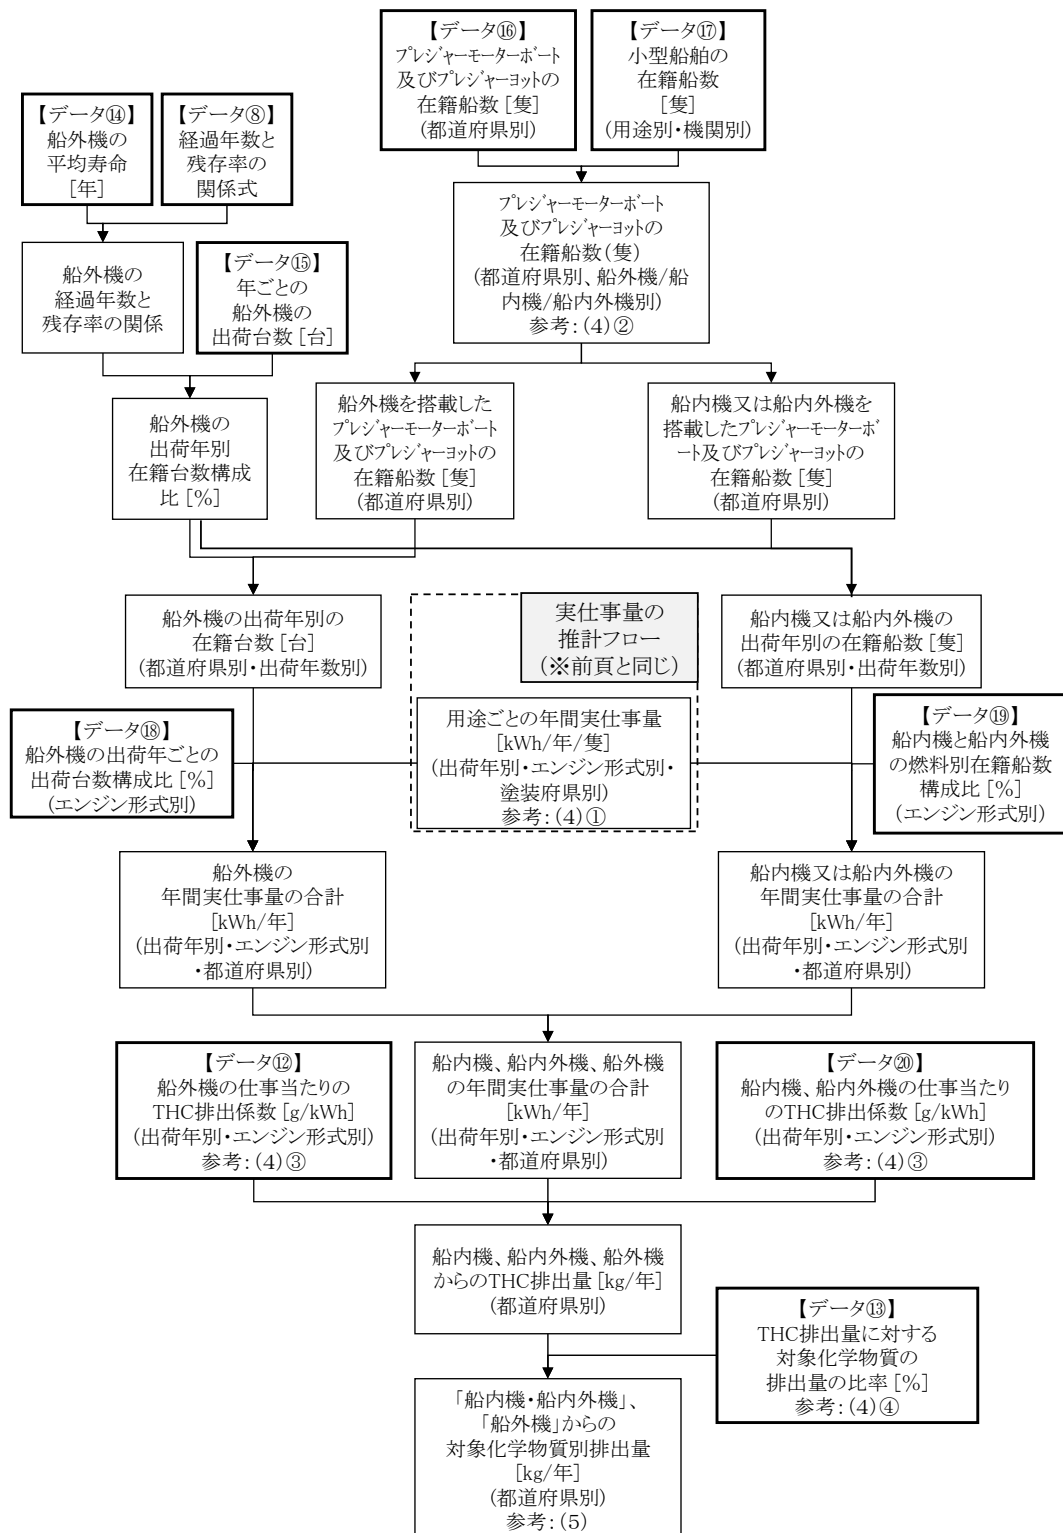 【データ⑯】
プレジャーモーターボート
及びプレジャーヨットの
在籍船数[隻]
(都道府県別)
【データ⑰】
小型船舶の
在籍船数
[隻]
(用途別・機関別)
【データ⑭】
船外機の
平均寿命
[年]
【データ⑧】
経過年数と
残存率の
関係式
プレジャーモーターボート
及びプレジャーヨットの
在籍船数(隻)
(都道府県別、船外機/船
内機/船内外機別)
参考:(4)②
船外機の
経過年数と
残存率の関係
【データ⑮】
年ごとの
船外機の
出荷台数[台]
船外機の
出荷年別
在籍台数構成
比[%]
船外機を搭載した
プレジャーモーターボート
及びプレジャーヨットの
在籍船数[隻]
(都道府県別)
船内機又は船内外機を
搭載したプレジャーモーターボ
ート及びプレジャーヨットの
在籍船数[隻]
(都道府県別)
船外機の出荷年別の
在籍台数[台]
(都道府県別・出荷年数別)
実仕事量の
推計フロー
(※前頁と同じ)
船内機又は船内外機の
出荷年別の在籍船数[隻]
(都道府県別・出荷年数別)
【データ⑱】
船外機の出荷年ごとの
出荷台数構成比[%]
(エンジン形式別)
用途ごとの年間実仕事量
[kWh/年/隻]
(出荷年別・エンジン形式別・
塗装府県別)
参考:(4)①
【データ⑲】
船内機と船内外機
の燃料別在籍船数
構成比[%]
(エンジン形式別)
船外機の
年間実仕事量の合計
[kWh/年]
(出荷年別・エンジン形式別
・都道府県別)
船内機又は船内外機の
年間実仕事量の合計
[kWh/年]
(出荷年別・エンジン形式別
・都道府県別)
【データ⑫】
船外機の仕事当たりの
THC排出係数[g/kWh]
(出荷年別・エンジン形式別)
参考:(4)③
船内機、船内外機、船外機
の年間実仕事量の合計
[kWh/年]
(出荷年別・エンジン形式別
・都道府県別)
【データ⑳】
船内機、船内外機の仕事当たり
のTHC排出係数[g/kWh]
(出荷年別・エンジン形式別)
参考:(4)③
船内機、船内外機、船外機
からのTHC排出量[kg/年]
(都道府県別)
【データ⑬】
THC排出量に対する
対象化学物質の
排出量の比率[%]
参考:(4)④
「船内機・船内外機」、
「船外機」からの
対象化学物質別排出量
[kg/年]
(都道府県別)
参考:(5)